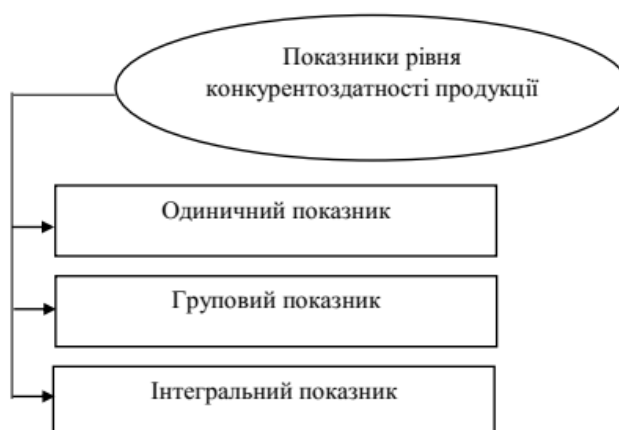 Показники рівня
конкурентоздатності продукції
Одиничний показник
Груповий показник
Інтегральний показник